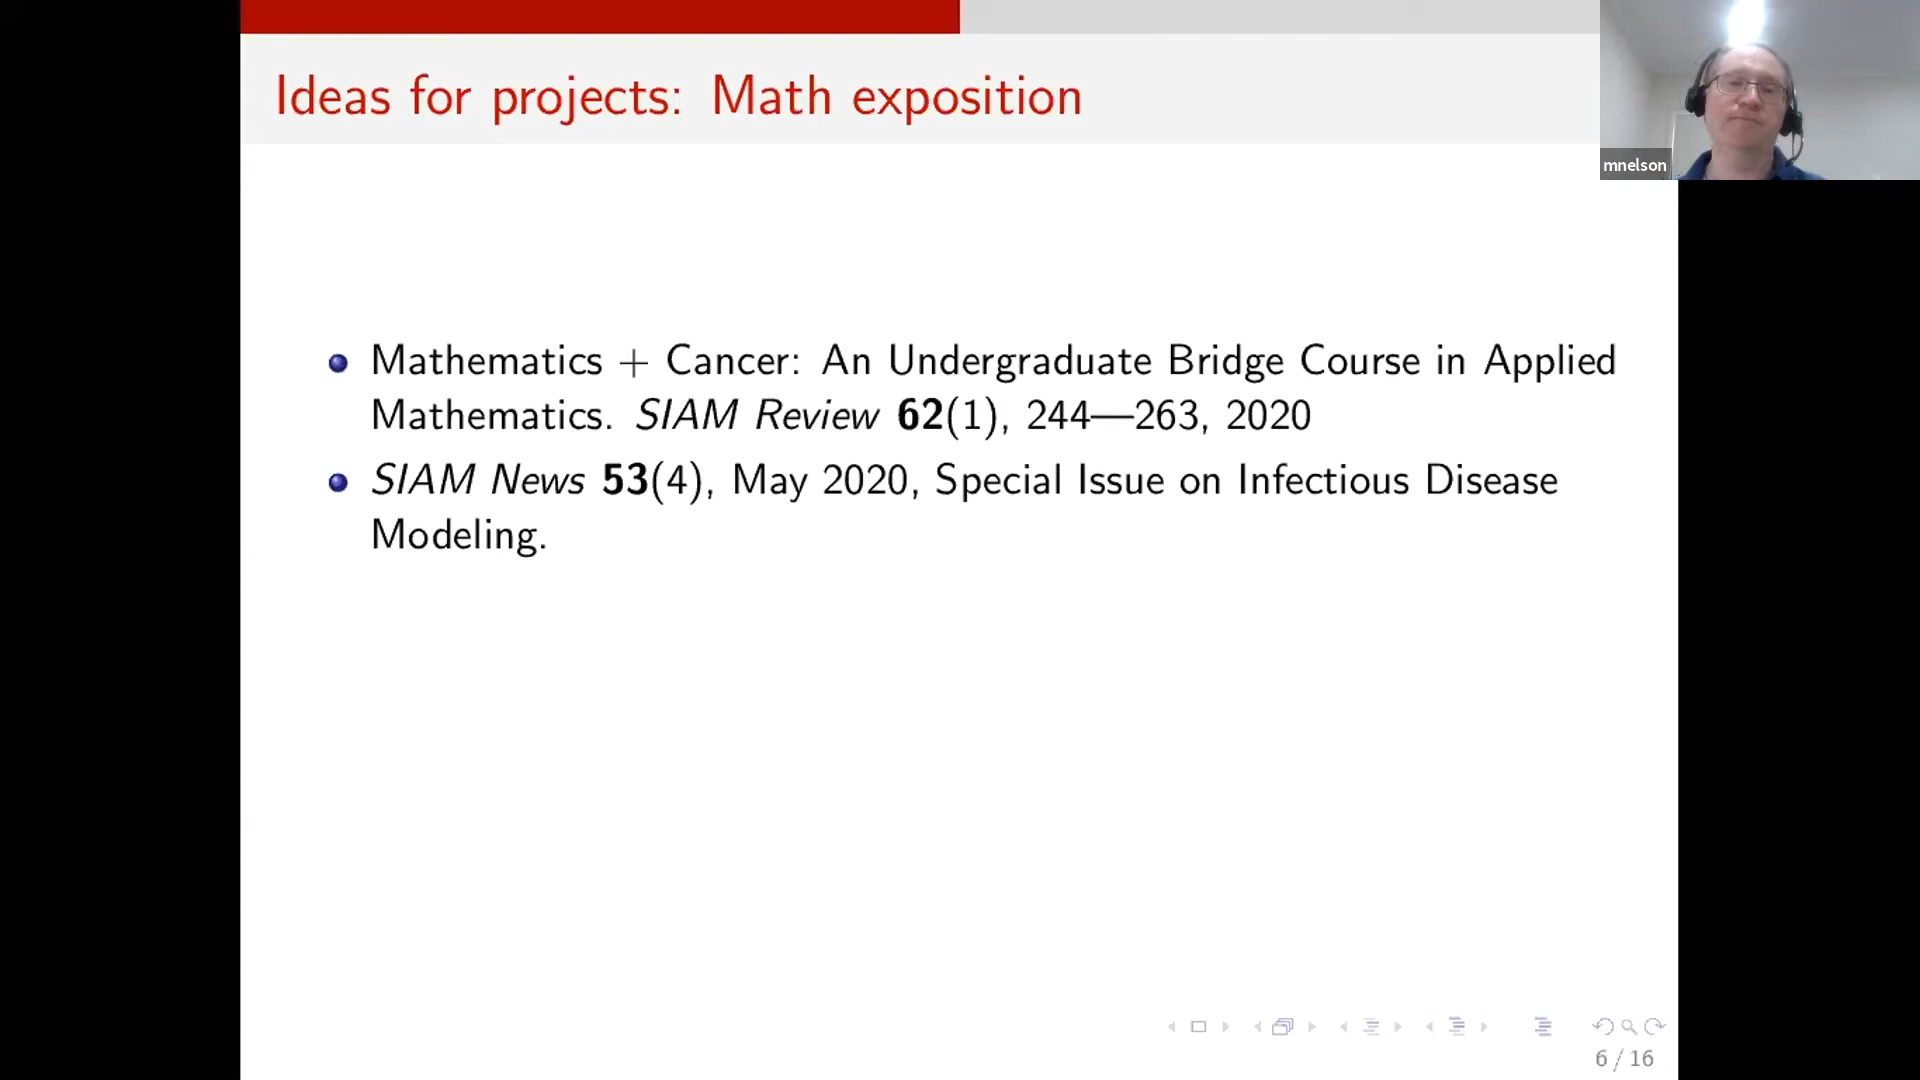 Ideas for projects: Math exposition
mnelson
Mathematics + Cancer: An Undergraduate Bridge Course in Applied
Mathematics. SIAM Review 62(1), 244—263, 2020
SIAM News 53(4), May 2020, Special Issue on Infectious Disease
Modeling.
6 / 16